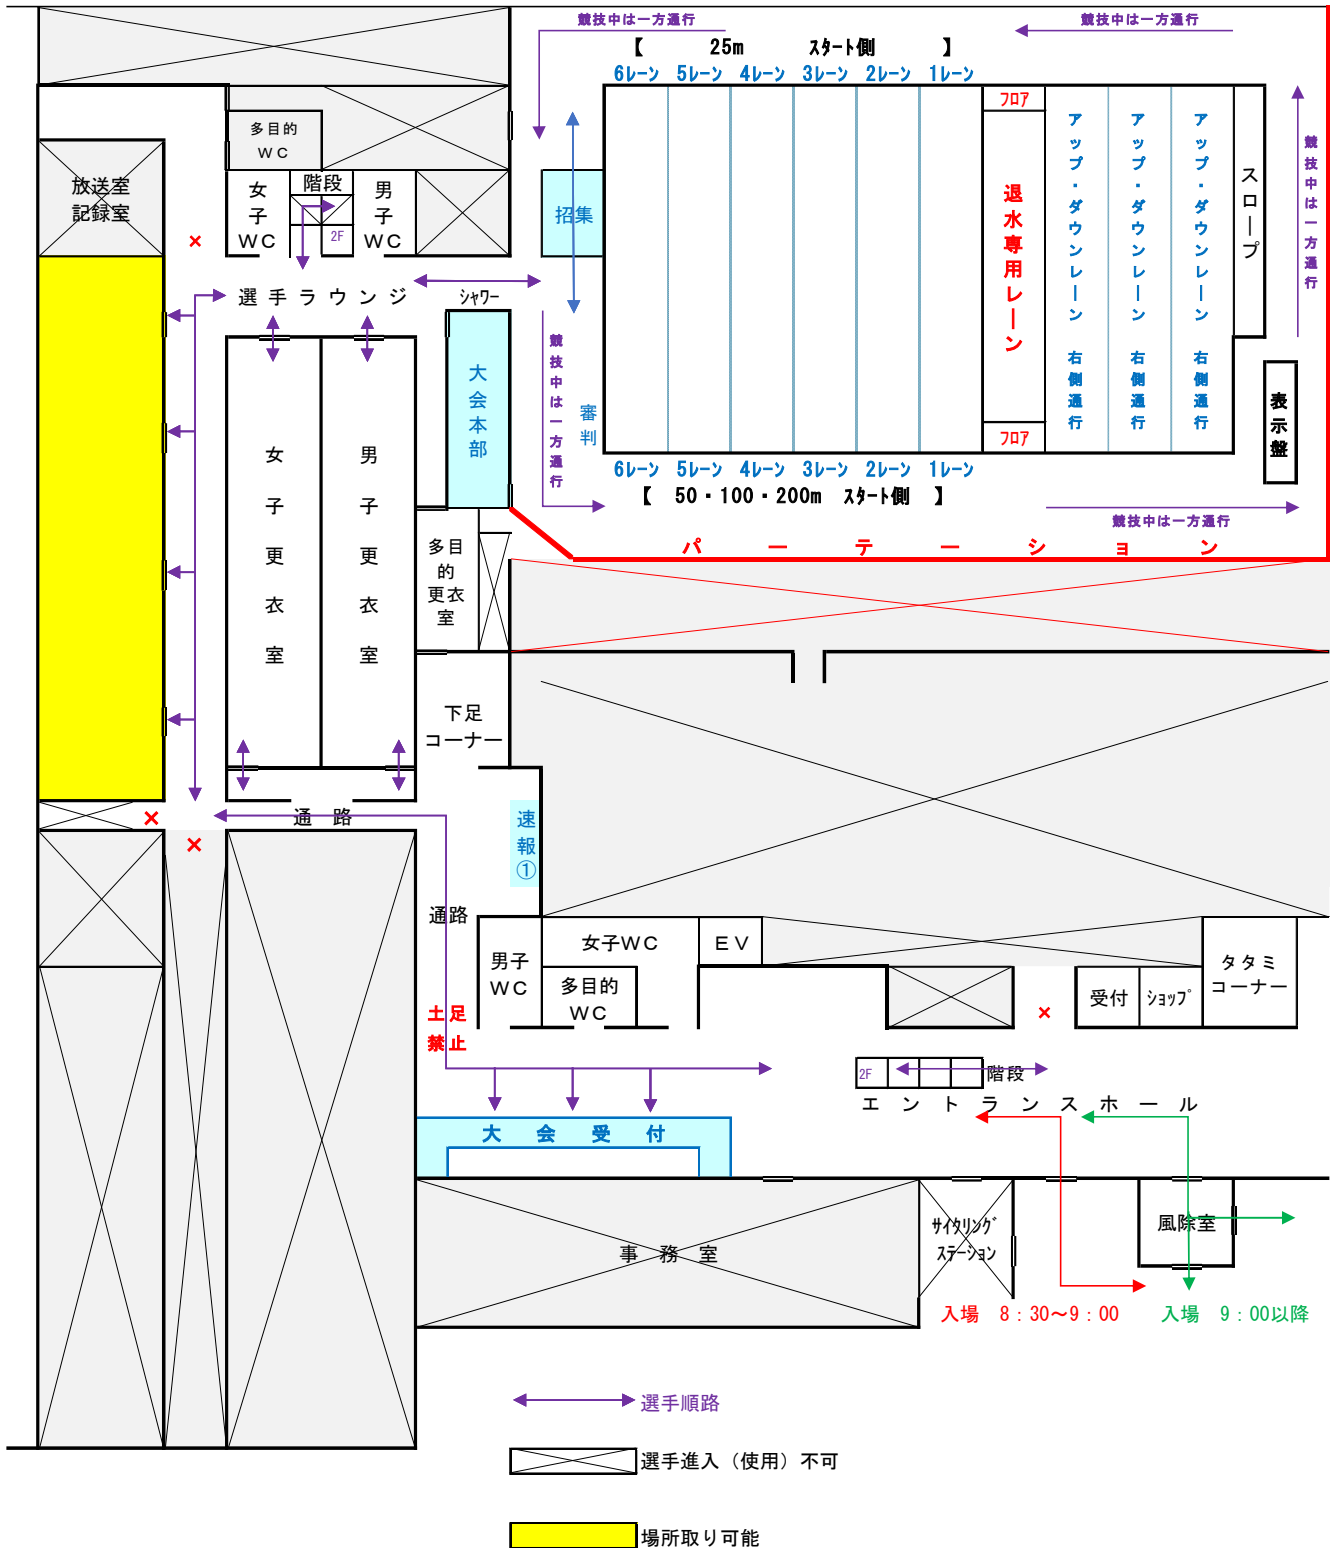 競技中は一方通行
競技中は一方通行
【 25m スタート側 】
6レーン 5レーン 4レーン 3レーン 2レーン 1レーン
フロア
多目的
WC
アップ・ダウンレーン 右側通行
アップ・ダウンレーン 右側通行
アップ・ダウンレーン 右側通行
スロープ
競技中は一方通行
放送室
記録室
女子WC
階段
2F
男子WC
招集
退水専用レーン
×
選手ラウンジ
シャワー
競技中は一方通行
大会本部
審判
表示盤
フロア
6レーン 5レーン 4レーン 3レーン 2レーン 1レーン
【 50・100・200m スタート側 】
競技中は一方通行
女子更衣室
男子更衣室
多目的
更衣室
パーテーション
下足
コーナー
通路
×
×
速報①
通路
男子
WC
女子WC
多目的
WC
EV
タタミ
コーナー
受付
ショップ
×
土足
禁止
2F
階段
エントランスホール
大会受付
事務室
サイクリング
ステーション
風除室
入場 8:30~9:00
入場 9:00以降
選手順路
選手進入(使用)不可
場所取り可能